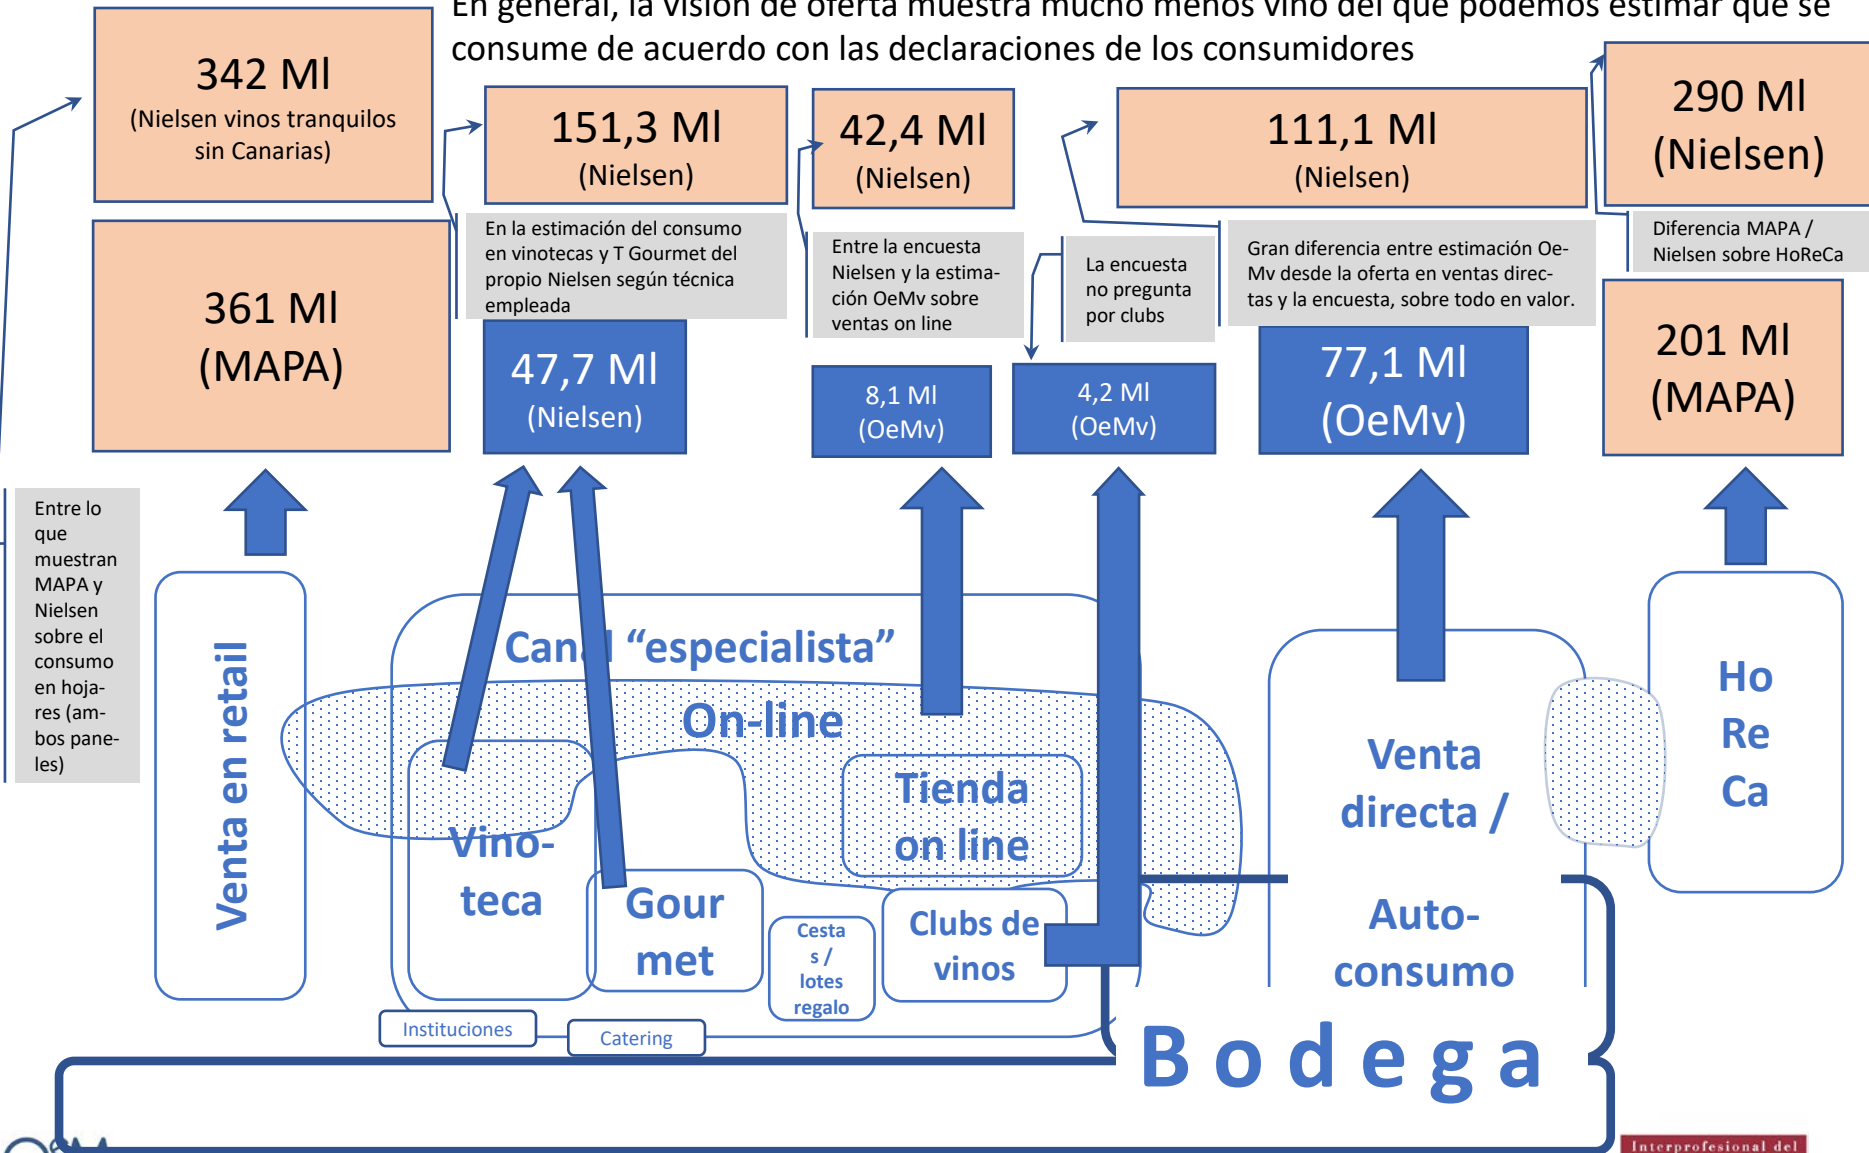 En general, la visión de oferta muestra mucho menos vino del que podemos estimar que se
consume de acuerdo con las declaraciones de los consumidores
342 Ml
(Nielsen vinos tranquilos
sin Canarias)
151,3 Ml
(Nielsen)
42,4 Ml
(Nielsen)
111,1 Ml
(Nielsen)
290 Ml
(Nielsen)
En la estimación del consumo
en vinotecas y T Gourmet del
propio Nielsen según técnica
empleada
Entre la encuesta
Nielsen y la estima-
ción OeMv sobre
ventas on line
La encuesta
no pregunta
por clubs
Gran diferencia entre estimación Oe-
Mv desde la oferta en ventas direc-
tas y la encuesta, sobre todo en valor.
Diferencia MAPA /
Nielsen sobre HoReCa
361 Ml
(MAPA)
47,7 Ml
(Nielsen)
8,1 Ml
(OeMv)
4,2 Ml
(OeMv)
77,1 Ml
(OeMv)
201 Ml
(MAPA)
Entre lo
que
muestran
MAPA y
Nielsen
sobre el
consumo
en hoja-
res (am-
bos pane-
les)
Venta en retail
Canal “especialista”
On-line
Vino-
teca
Gour
met
Tienda
on line
Cesta
s /
lotes
regalo
Clubs de
vinos
Instituciones
Catering
Venta
directa /
Auto-
consumo
Ho
Re
Ca
Bodega
Interprofesional del